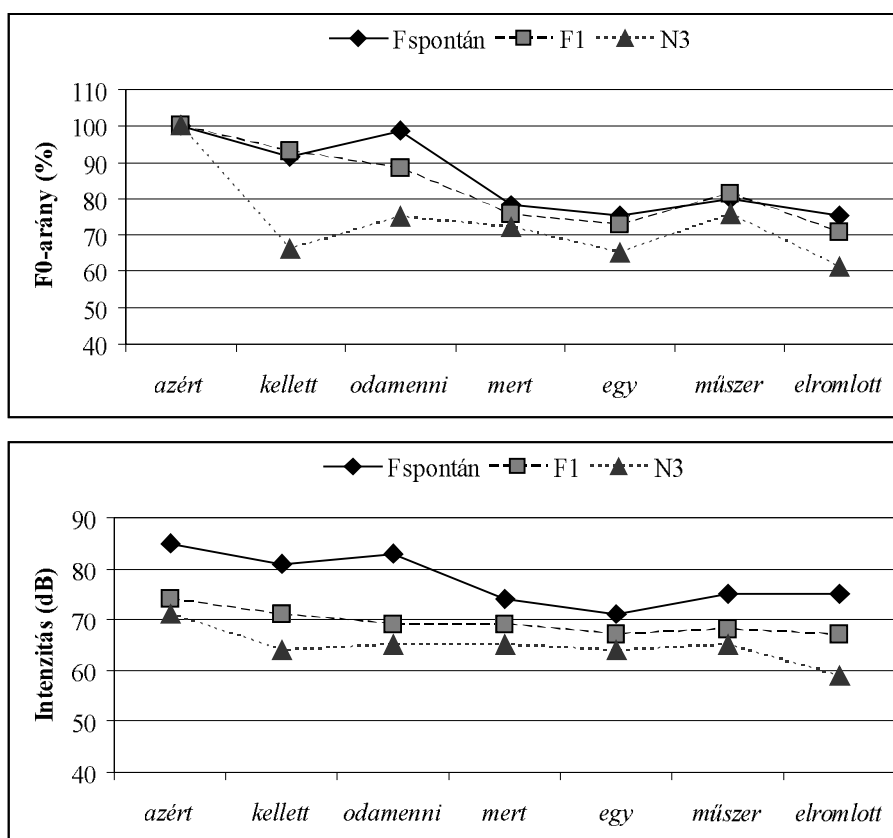 Fspontán F1 N3
F0-arány (%)
110
100
90
80
70
60
50
40
azért kellett odamenni mert egy műszer elromlott
Fspontán F1 N3
Intenzitás (dB)
90
80
70
60
50
40
azért kellett odamenni mert egy műszer elromlott